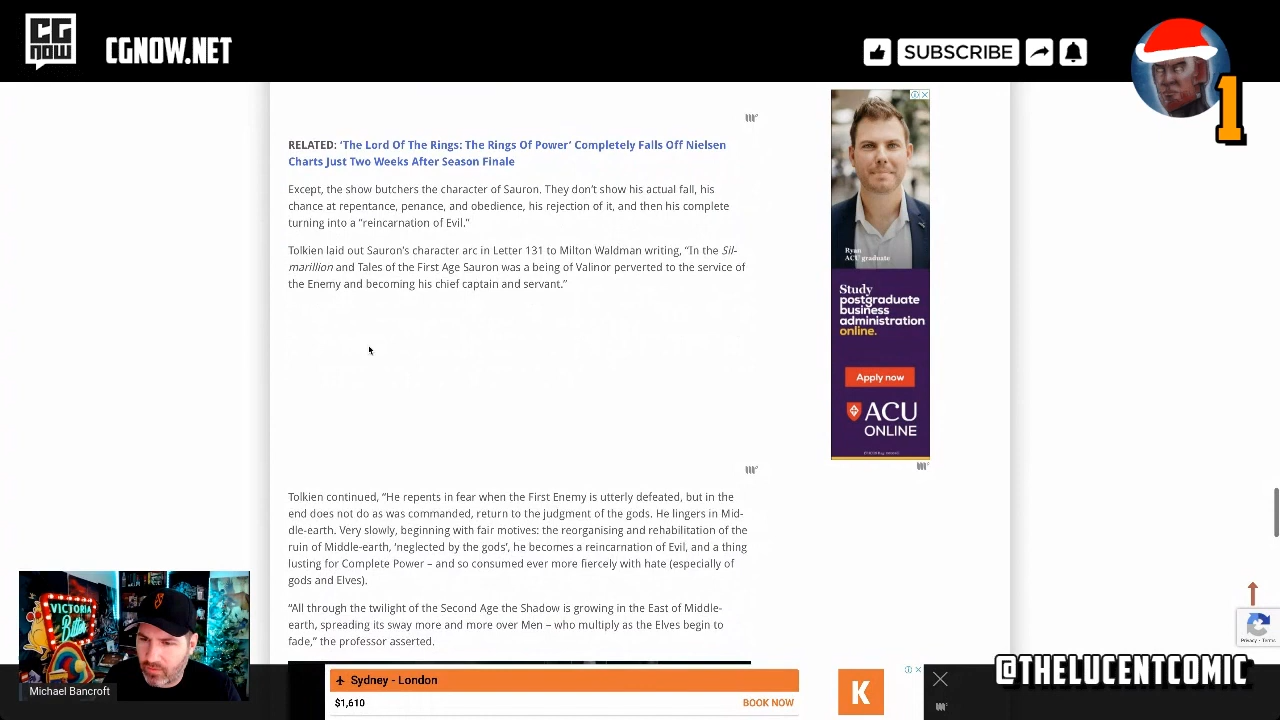 CG
NOW
CGNOW.NET
SUBSCRIBE
1
RELATED: ‘The Lord Of The Rings: The Rings Of Power’ Completely Falls Off Nielsen
Charts Just Two Weeks After Season Finale
Except, the show butchers the character of Sauron. They don’t show his actual fall, his
chance at repentance, penance, and obedience, his rejection of it, and then his complete
turning into a “reincarnation of Evil.”
Tolkien laid out Sauron’s character arc in Letter 131 to Milton Waldman writing, “In the Sil-
marillion and Tales of the First Age Sauron was a being of Valinor perverted to the service of
the Enemy and becoming his chief captain and servant.”
Ryan
ACU graduate
Study
postgraduate
business
administration
online.
Apply now
ACU
ONLINE
Tolkien continued, “He repents in fear when the First Enemy is utterly defeated, but in the
end does not do as was commanded, return to the judgment of the gods. He lingers in Mid-
dle-earth. Very slowly, beginning with fair motives: the reorganising and rehabilitation of the
ruin of Middle-earth, ‘neglected by the gods’, he becomes a reincarnation of Evil, and a thing
lusting for Complete Power – and so consumed ever more fiercely with hate (especially of
gods and Elves).
“All through the twilight of the Second Age the Shadow is growing in the East of Middle-
earth, spreading its sway more and more over Men – who multiply as the Elves begin to
fade,” the professor asserted.
VICTORIA
Bitter
Michael Bancroft
Sydney - London
$1,610
BOOK NOW
K
Privacy - Terms
@THELUCENTCOMIC